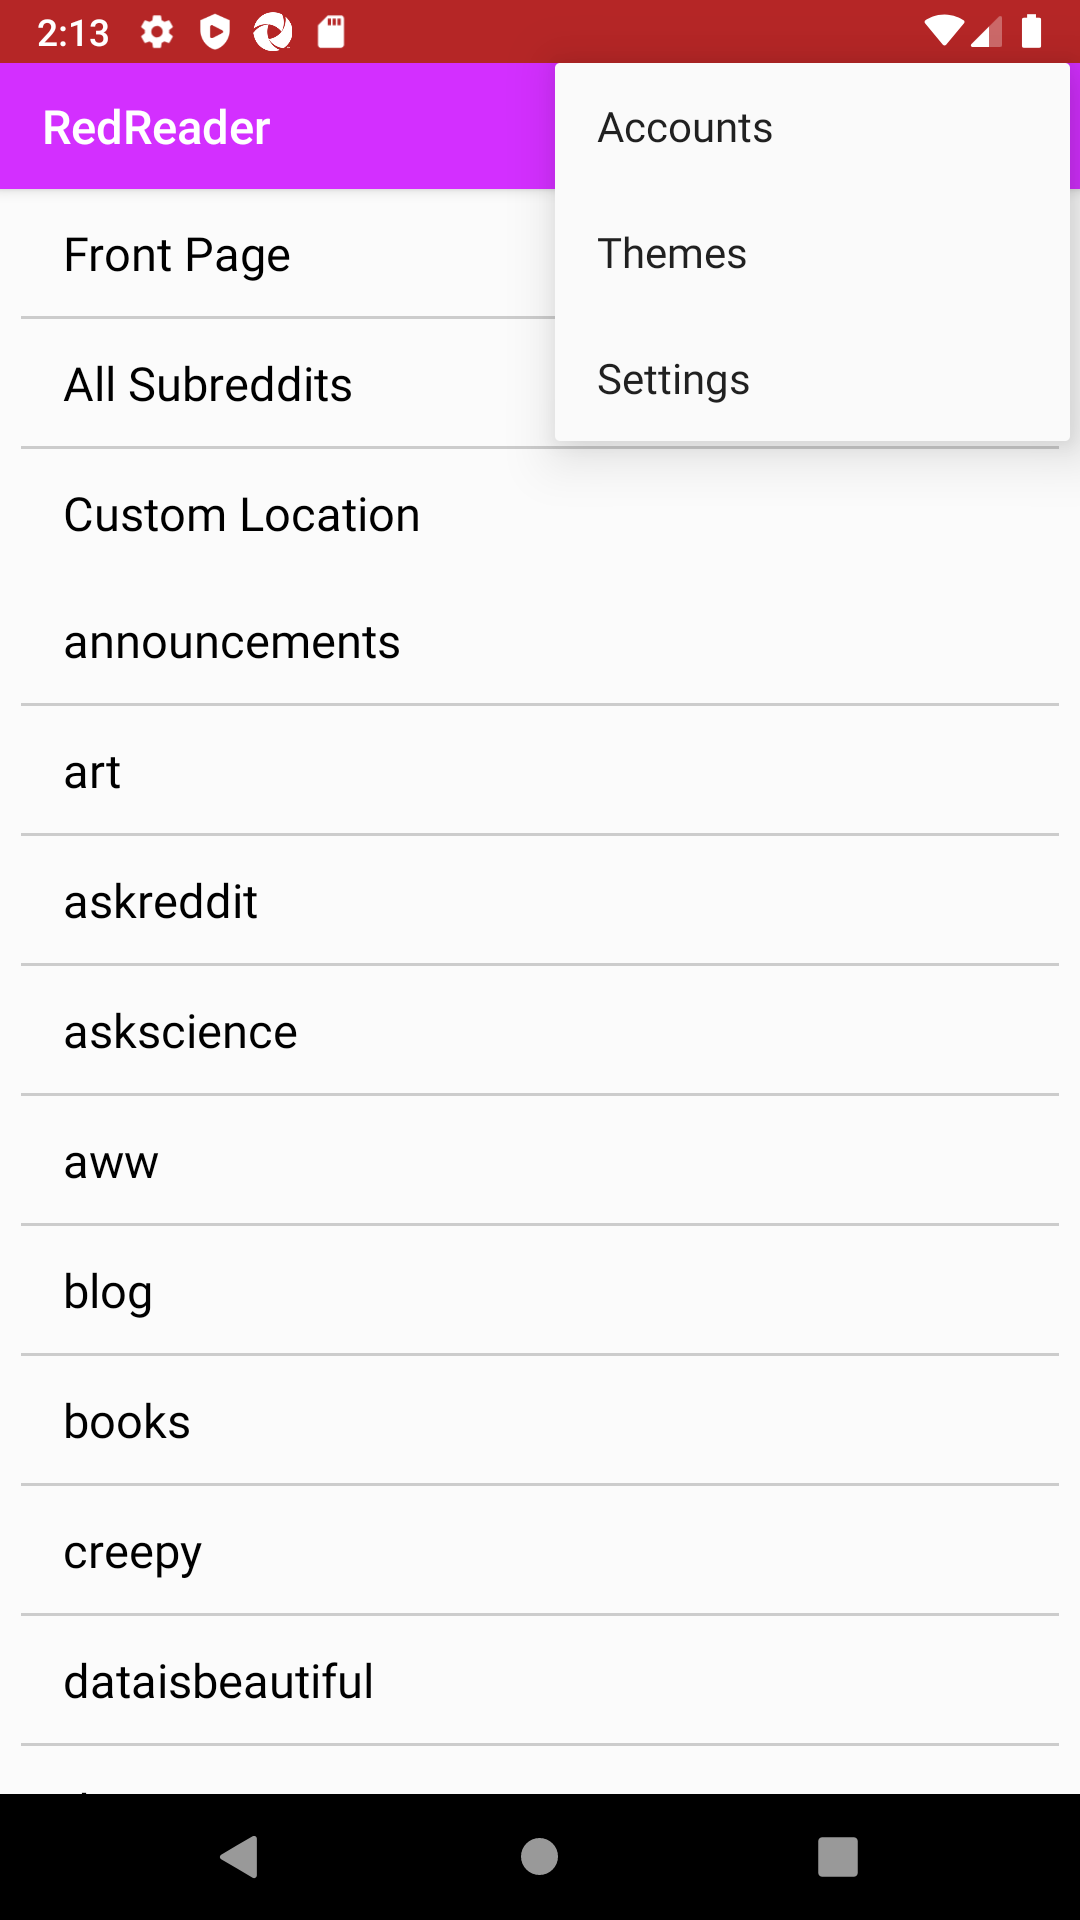 2:13
RedReader
Accounts
Themes
Settings
Front Page
All Subreddits
Custom Location
announcements
art
askreddit
askscience
aww
blog
books
creepy
dataisbeautiful